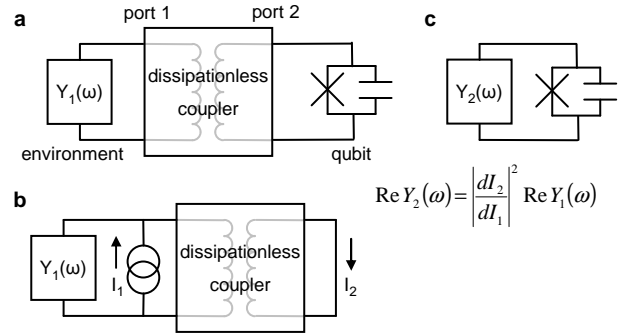 a
port 1
port 2
Y₁(ω)
dissipationless
coupler
environment
qubit
b
Y₁(ω)
I₁
dissipationless
coupler
I₂
c
Y₂(ω)
Re Y₂(ω) = |dI₂/dI₁|² Re Y₁(ω)